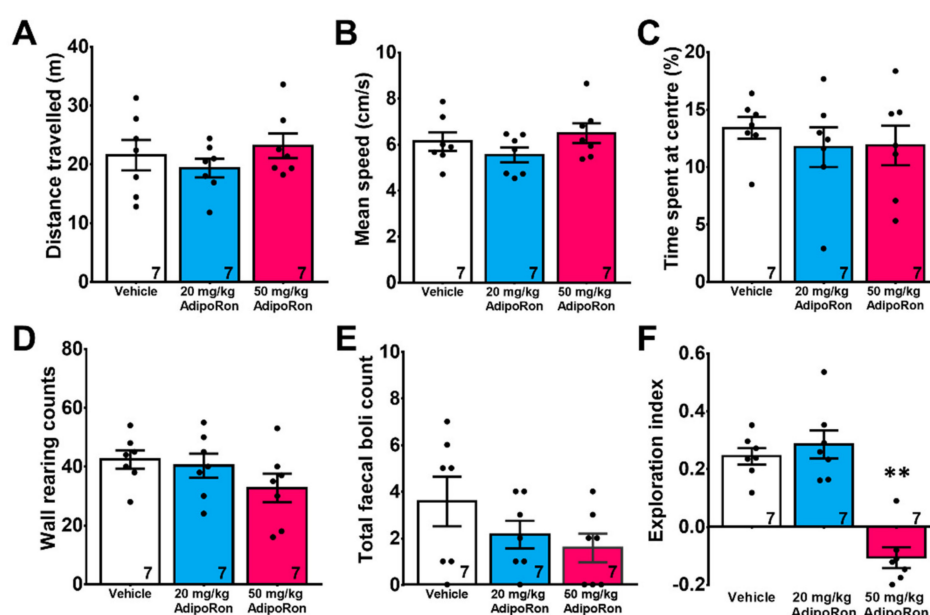 A
Distance travelled (m)
40
30
20
10
0
7
7
7
Vehicle
20 mg/kg
AdipoRon
50 mg/kg
AdipoRon
B
Mean speed (cm/s)
10
8
6
4
2
0
7
7
7
Vehicle
20 mg/kg
AdipoRon
50 mg/kg
AdipoRon
C
Time spent at centre (%)
20
15
10
5
0
7
7
7
Vehicle
20 mg/kg
AdipoRon
50 mg/kg
AdipoRon
D
Wall rearing counts
80
60
40
20
0
7
7
7
Vehicle
20 mg/kg
AdipoRon
50 mg/kg
AdipoRon
E
Total faecal boli count
10
8
6
4
2
0
7
7
7
Vehicle
20 mg/kg
AdipoRon
50 mg/kg
AdipoRon
F
Exploration index
0.6
0.4
0.2
0.0
-0.2
7
7
**
7
Vehicle
20 mg/kg
AdipoRon
50 mg/kg
AdipoRon